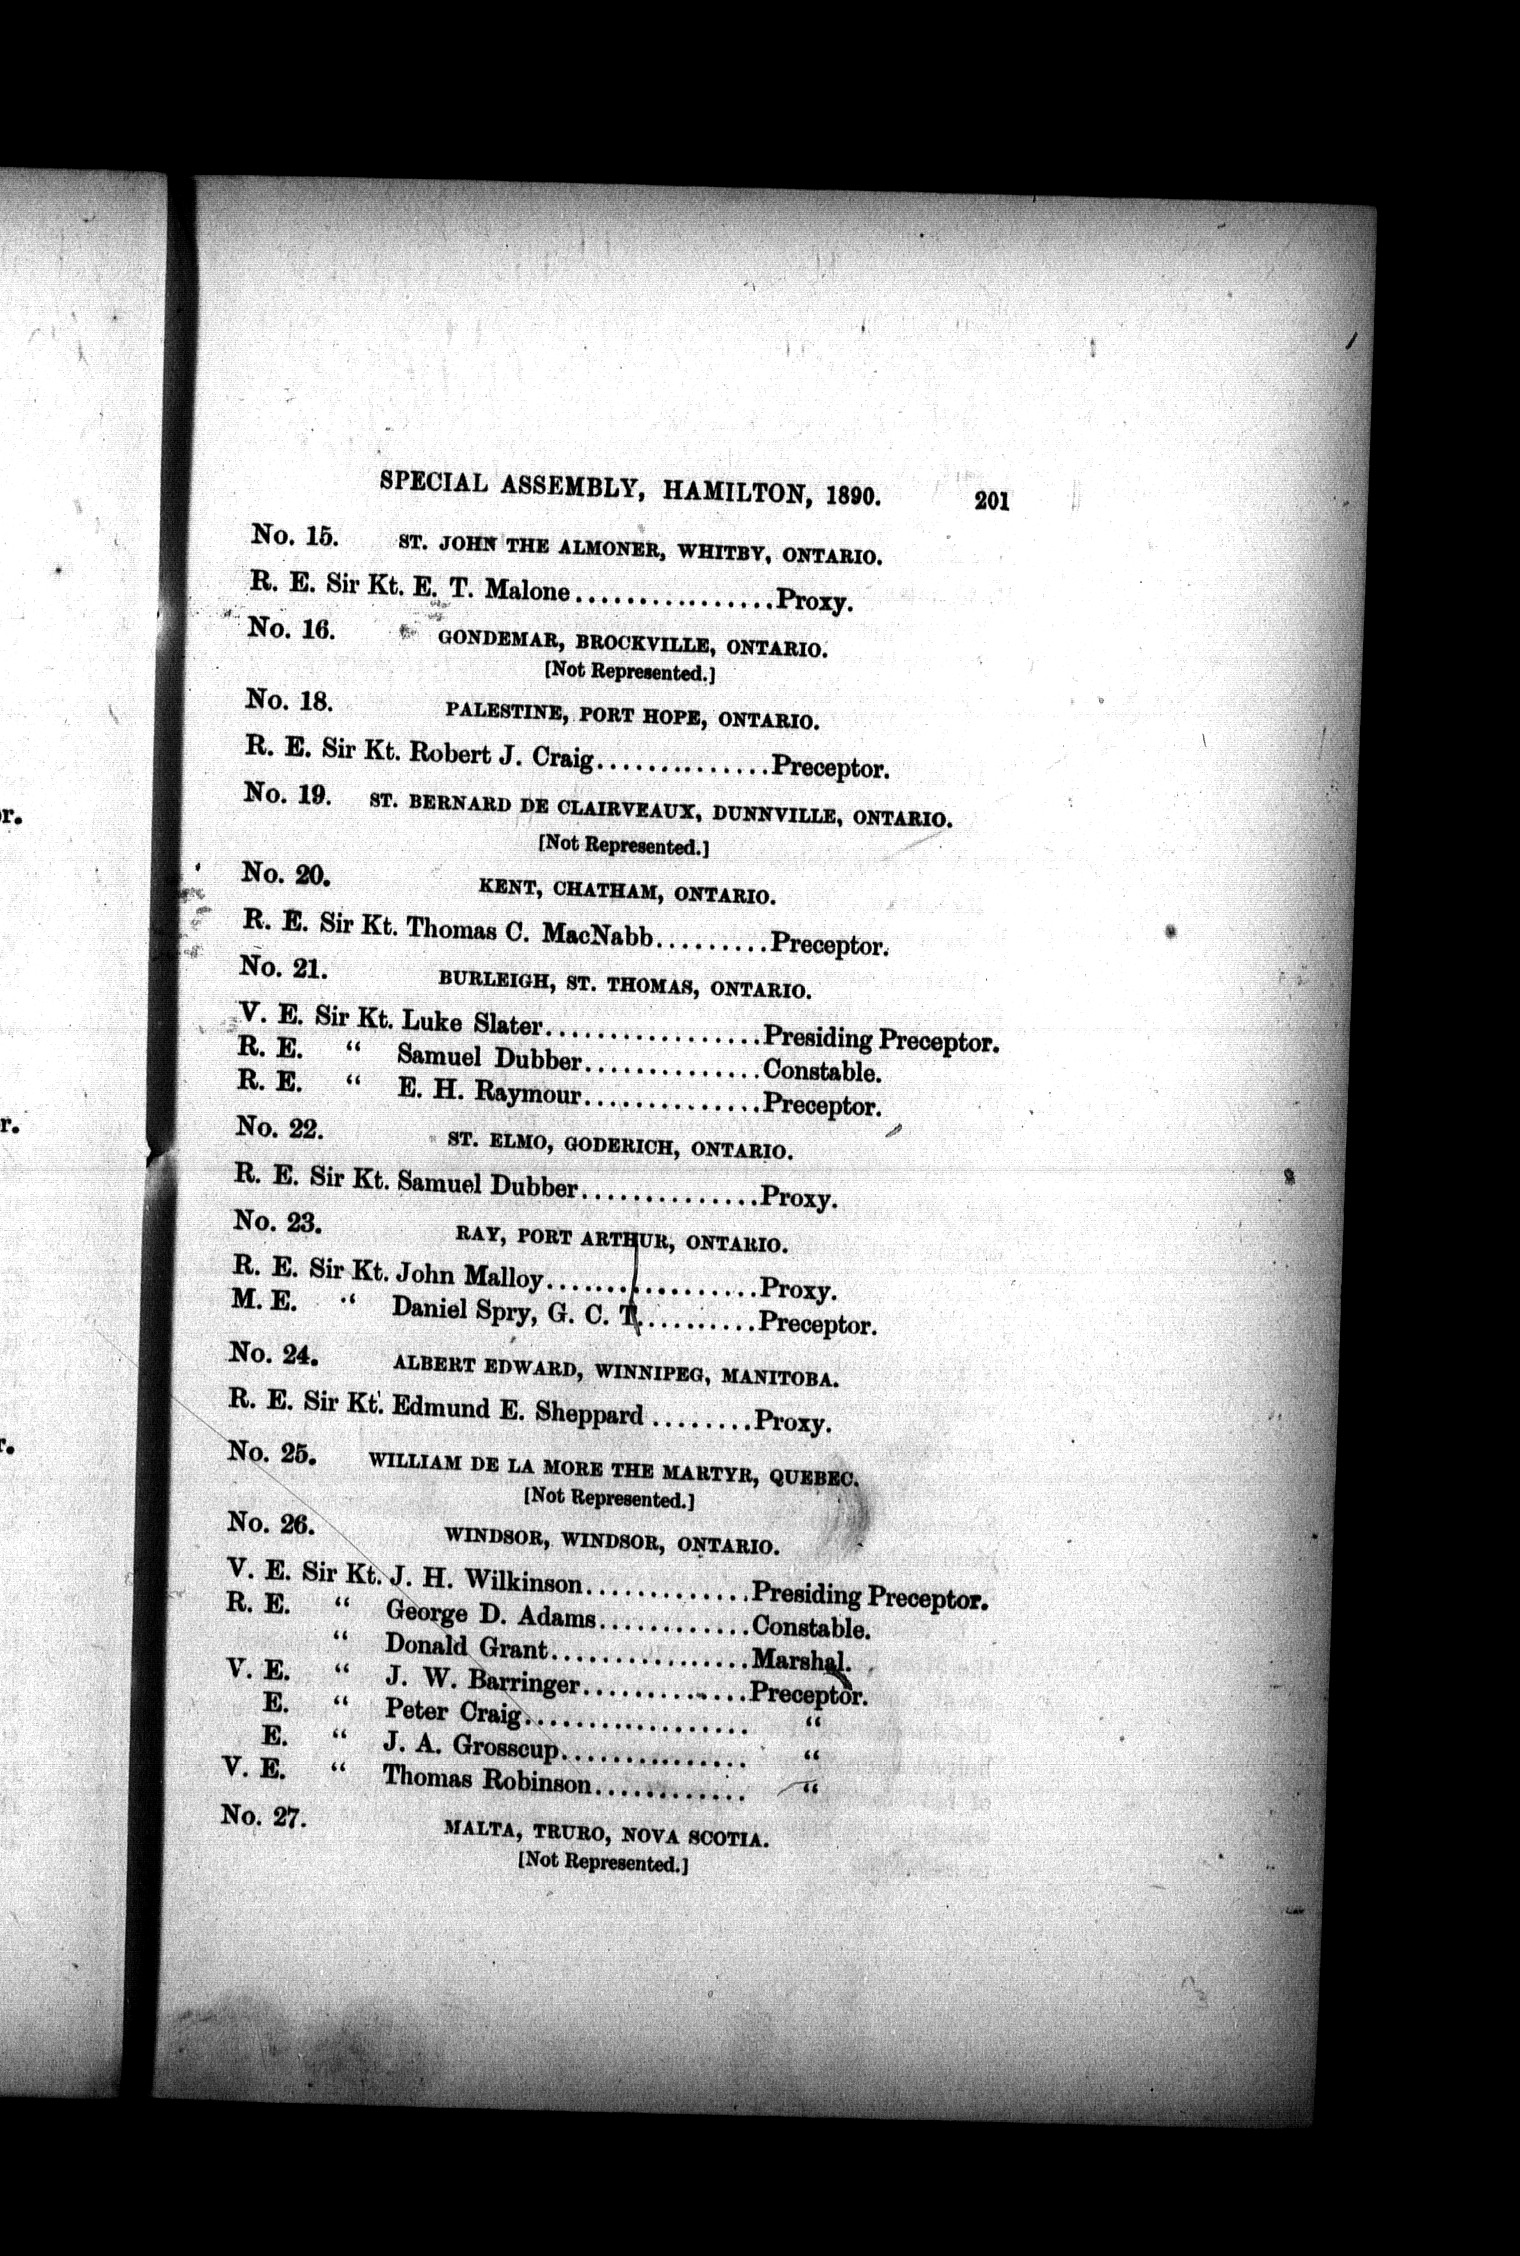 SPECIAL ASSEMBLY, HAMILTON, 1890. 201
No. 15. ST. JOHN THE ALMONER, WHITBY, ONTARIO.
R. E. Sir Kt. E. T. Malone................Proxy.
No. 16. GONDEMAR, BROCKVILLE, ONTARIO.
[Not Represented.]
No. 18. PALESTINE, PORT HOPE, ONTARIO.
R. E. Sir Kt. Robert J. Craig..............Preceptor.
No. 19. ST. BERNARD DE CLAIRVEAUX, DUNNVILLE, ONTARIO.
[Not Represented.]
No. 20. KENT, CHATHAM, ONTARIO.
R. E. Sir Kt. Thomas C. MacNabb.........Preceptor.
No. 21. BURLEIGH, ST. THOMAS, ONTARIO.
V. E. Sir Kt. Luke Slater.................Presiding Preceptor.
R. E. “ Samuel Dubber..............Constable.
R. E. “ E. H. Raymour..............Preceptor.
No. 22. ST. ELMO, GODERICH, ONTARIO.
R. E. Sir Kt. Samuel Dubber..............Proxy.
No. 23. RAY, PORT ARTHUR, ONTARIO.
R. E. Sir Kt. John Malloy.................Proxy.
M. E. “ Daniel Spry, G. C. T..........Preceptor.
No. 24. ALBERT EDWARD, WINNIPEG, MANITOBA.
R. E. Sir Kt. Edmund E. Sheppard ........Proxy.
No. 25. WILLIAM DE LA MORE THE MARTYR, QUEBEC.
[Not Represented.]
No. 26. WINDSOR, WINDSOR, ONTARIO.
V. E. Sir Kt. J. H. Wilkinson.............Presiding Preceptor.
R. E. “ George D. Adams............Constable.
“ Donald Grant................Marshal.
V. E. “ J. W. Barringer.............Preceptor.
E. “ Peter Craig.................. “
E. “ J. A. Grosscup............... “
V. E. “ Thomas Robinson............ “
No. 27. MALTA, TRURO, NOVA SCOTIA.
[Not Represented.]